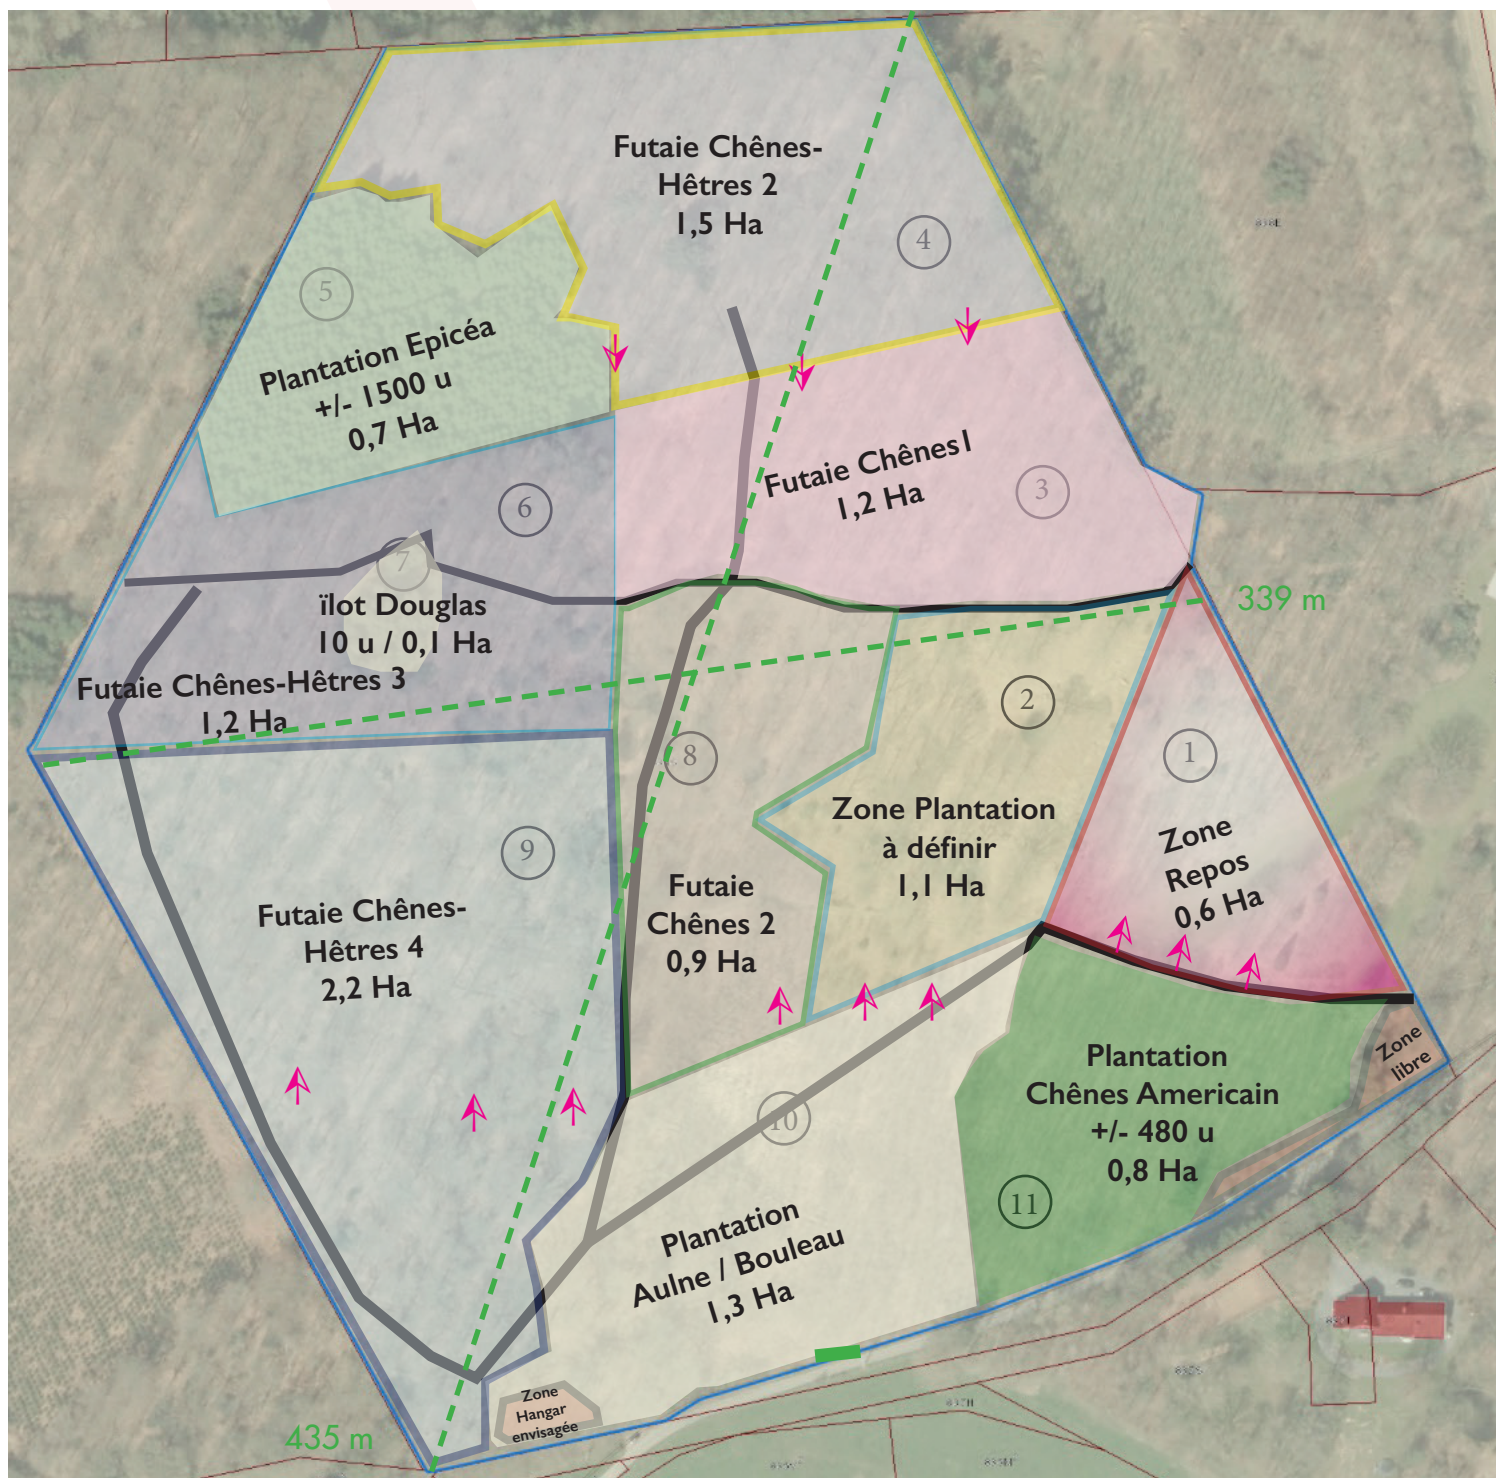 Futaie Chênes-
Hêtres 2
1,5 Ha
4
5
Plantation Epicéa
+/- 1500 u
0,7 Ha
Futaie Chênes1
1,2 Ha
3
6
7
ïlot Douglas
10 u / 0,1 Ha
Futaie Chênes-Hêtres 3
1,2 Ha
339 m
2
1
8
Zone Plantation
à définir
1,1 Ha
Zone
Repos
0,6 Ha
9
Futaie
Chênes 2
0,9 Ha
Futaie Chênes-
Hêtres 4
2,2 Ha
Zone
libre
Plantation
Chênes Americain
+/- 480 u
0,8 Ha
10
11
Plantation
Aulne / Bouleau
1,3 Ha
Zone
Hangar
envisagée
435 m